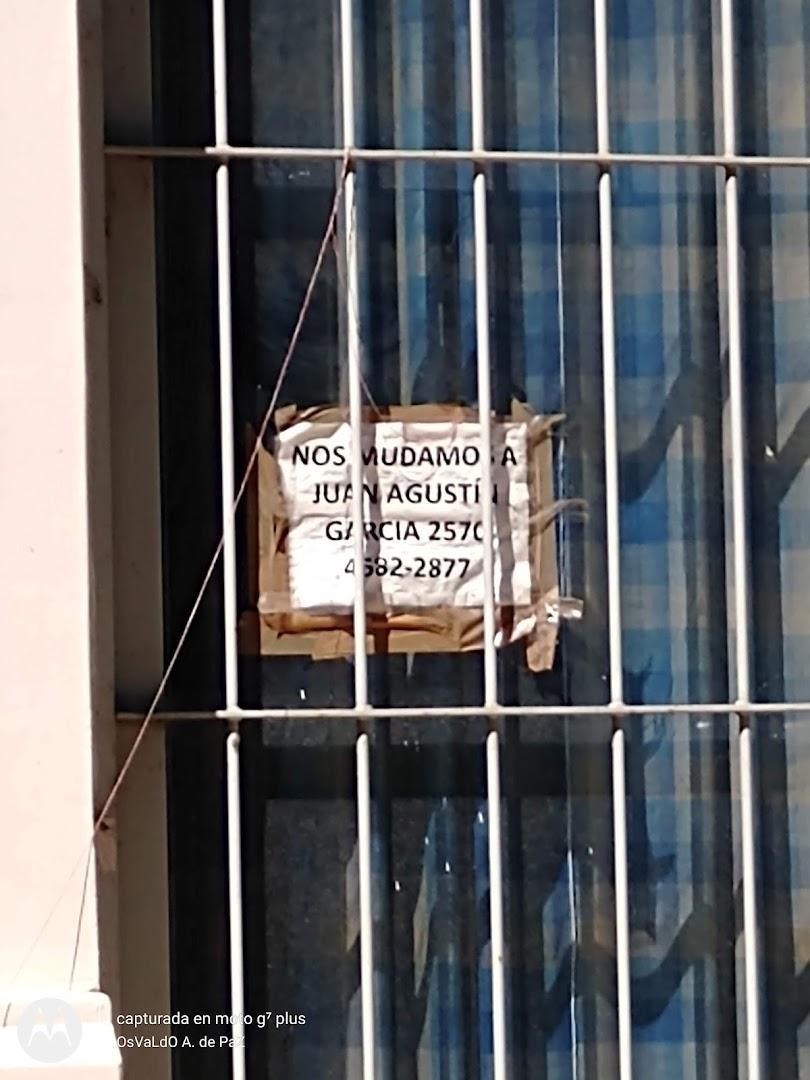 NOS MUDAMOS A
JUAN AGUSTÍN
GARCIA 2570
4582-2877
capturada en moto g⁷ plus
OsVaLdO A. de PaZ